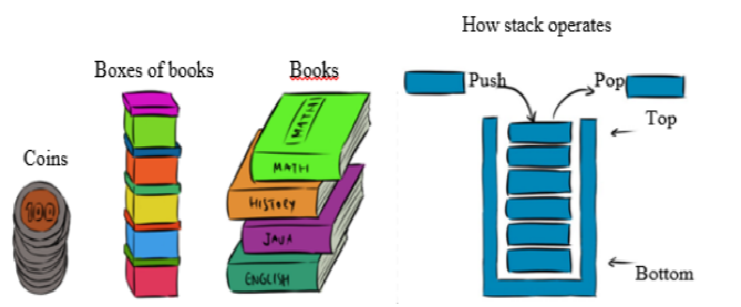 How stack operates
Boxes of books
Books
Push
Pop
Top
Coins
100
MATH
MATH
HISTORY
JAVA
ENGLISH
Bottom